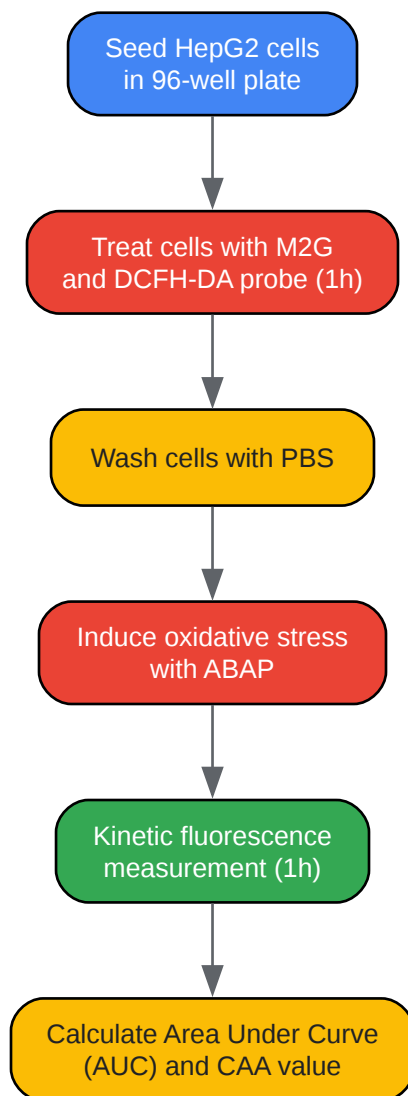 Seed HepG2 cells
in 96-well plate
Treat cells with M2G
and DCFH-DA probe (1h)
Wash cells with PBS
Induce oxidative stress
with ABAP
Kinetic fluorescence
measurement (1h)
Calculate Area Under Curve
(AUC) and CAA value